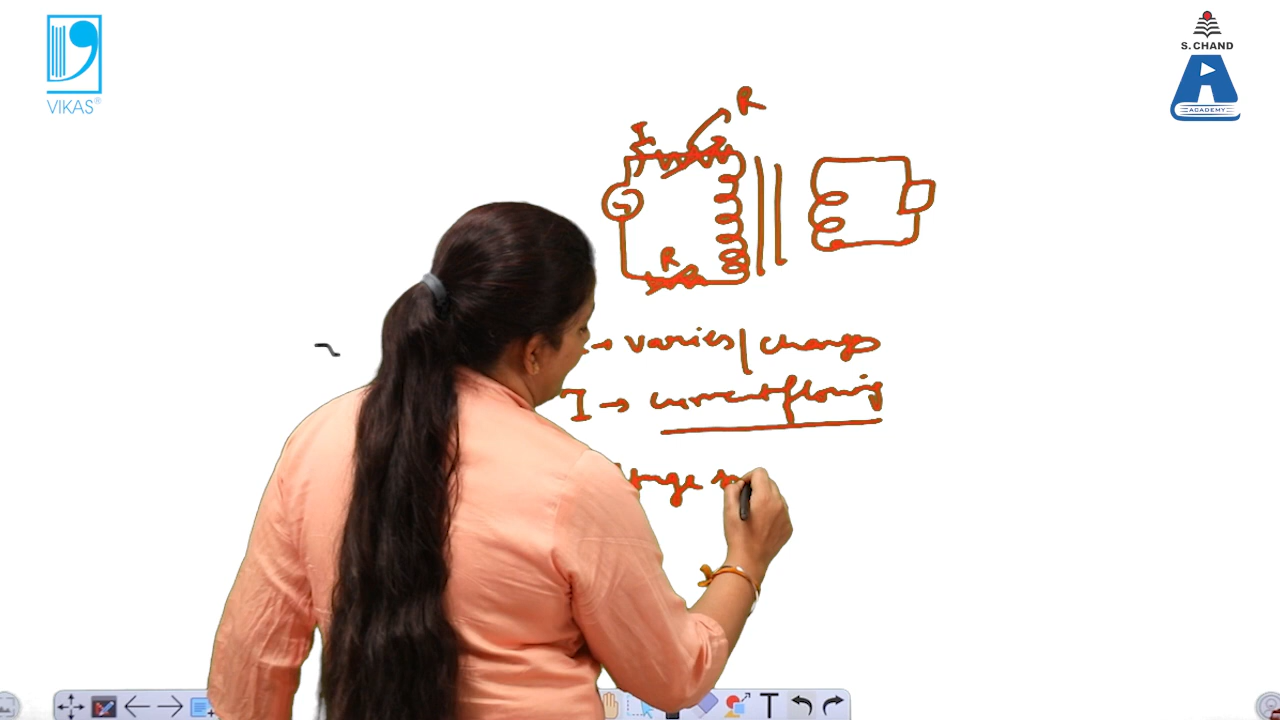 VIKAS®
S. CHAND
ACADEMY
R
I
R
→ varies/change
I → current flowing